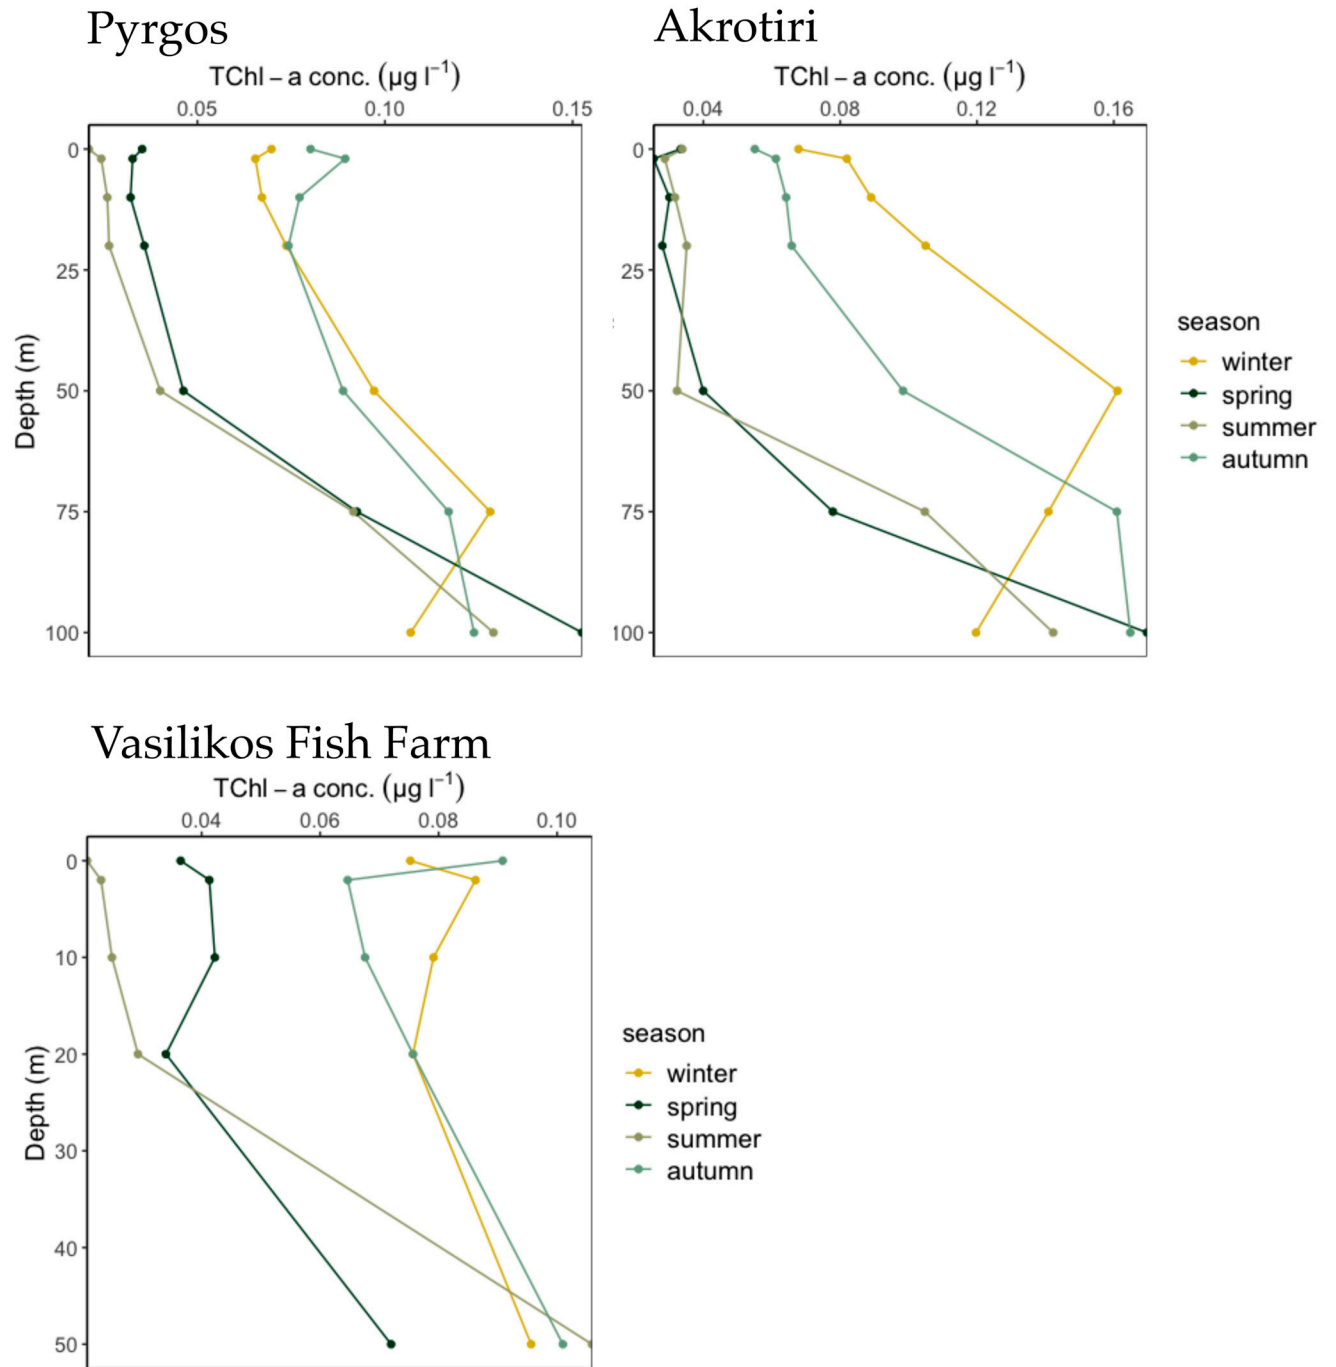 Pyrgos
TChl – a conc. (µg l⁻¹)
0.05 0.10 0.15
0
25
50
75
100
Depth (m)
Akrotiri
TChl – a conc. (µg l⁻¹)
0.04 0.08 0.12 0.16
0
25
50
75
100
season
winter
spring
summer
autumn
Vasilikos Fish Farm
TChl – a conc. (µg l⁻¹)
0.04 0.06 0.08 0.10
0
10
20
30
40
50
Depth (m)
season
winter
spring
summer
autumn